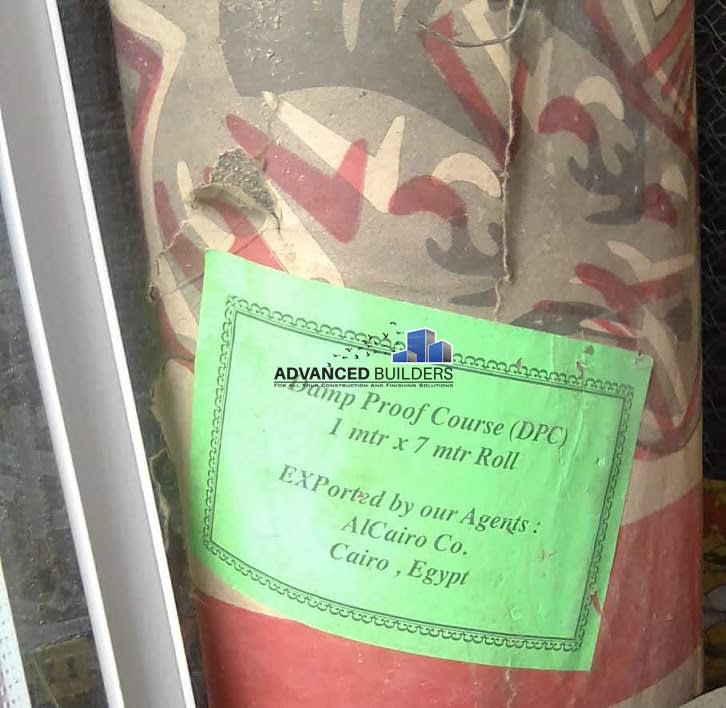 ADVANCED BUILDERS
FOR ALL YOUR CONSTRUCTION AND FINISHING SOLUTIONS
Damp Proof Course (DPC)
1 mtr x 7 mtr Roll
EXPorted by our Agents :
AlCairo Co.
Cairo , Egypt